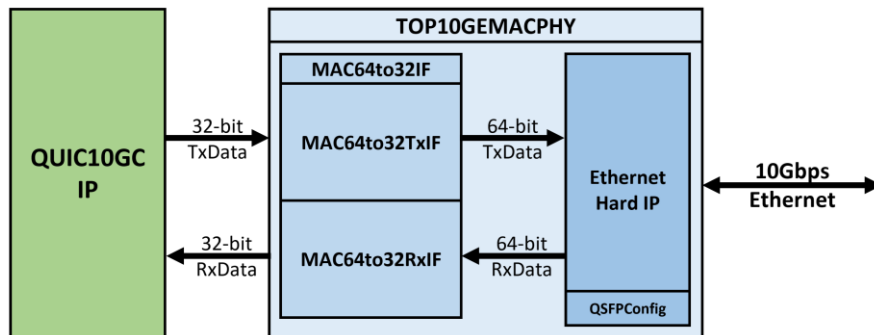 TOP10GEMACPHY
QUIC10GC
IP
32-bit
TxData
32-bit
RxData
MAC64to32IF
MAC64to32TxIF
MAC64to32RxIF
64-bit
TxData
64-bit
RxData
Ethernet
Hard IP
QSFPConfig
10Gbps
Ethernet